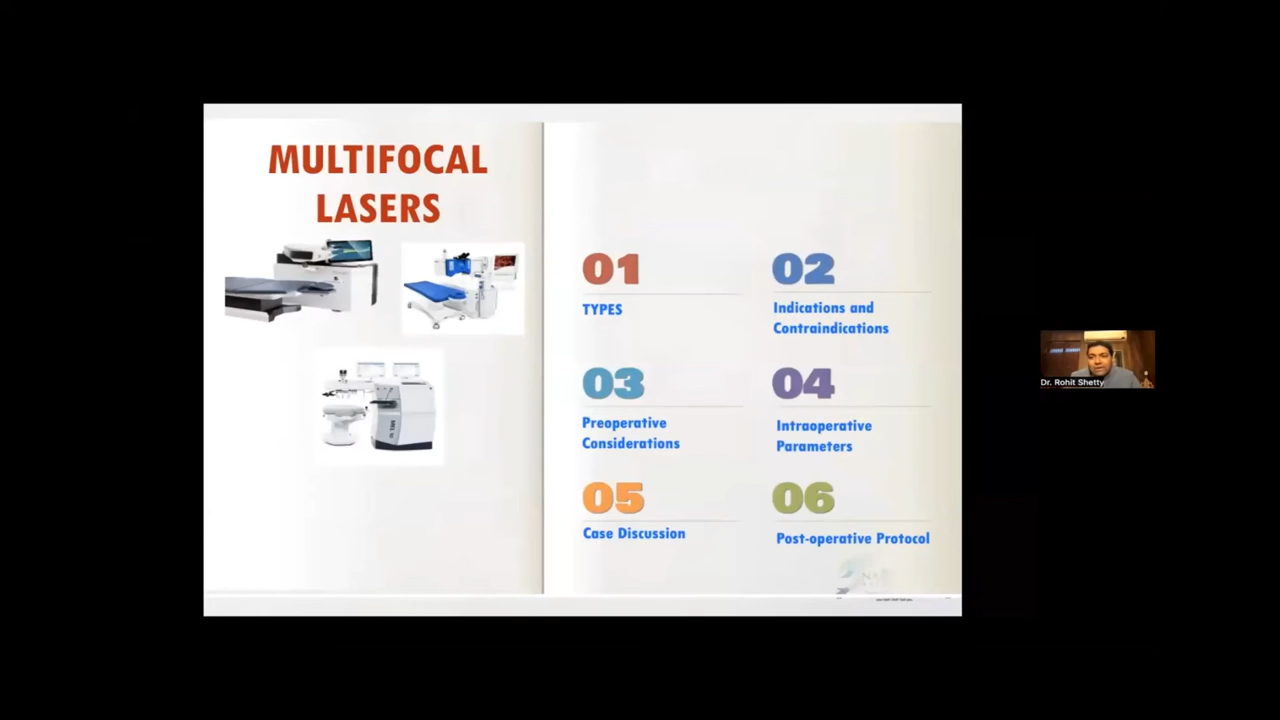 MULTIFOCAL
LASERS
01
TYPES
02
Indications and
Contraindications
03
Preoperative
Considerations
04
Intraoperative
Parameters
05
Case Discussion
06
Post-operative Protocol
Dr. Rohit Shetty